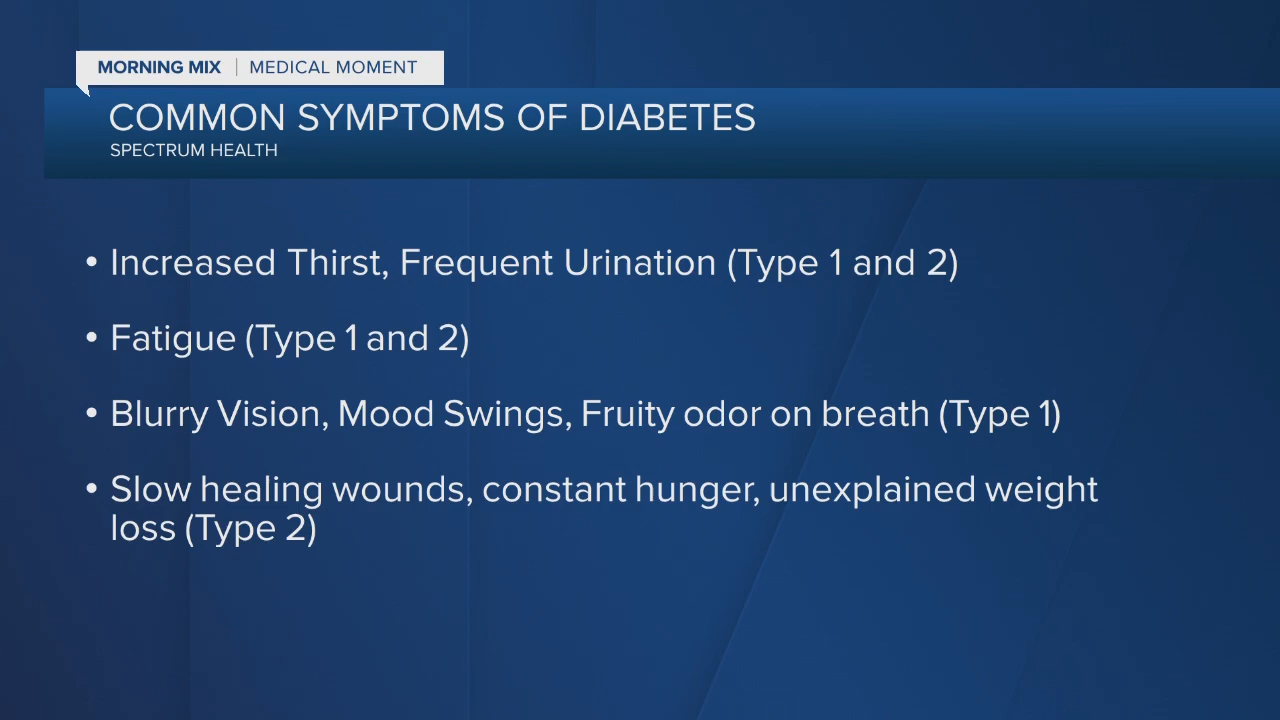 MORNING MIX | MEDICAL MOMENT
COMMON SYMPTOMS OF DIABETES
SPECTRUM HEALTH
• Increased Thirst, Frequent Urination (Type 1 and 2)
• Fatigue (Type 1 and 2)
• Blurry Vision, Mood Swings, Fruity odor on breath (Type 1)
• Slow healing wounds, constant hunger, unexplained weight
loss (Type 2)